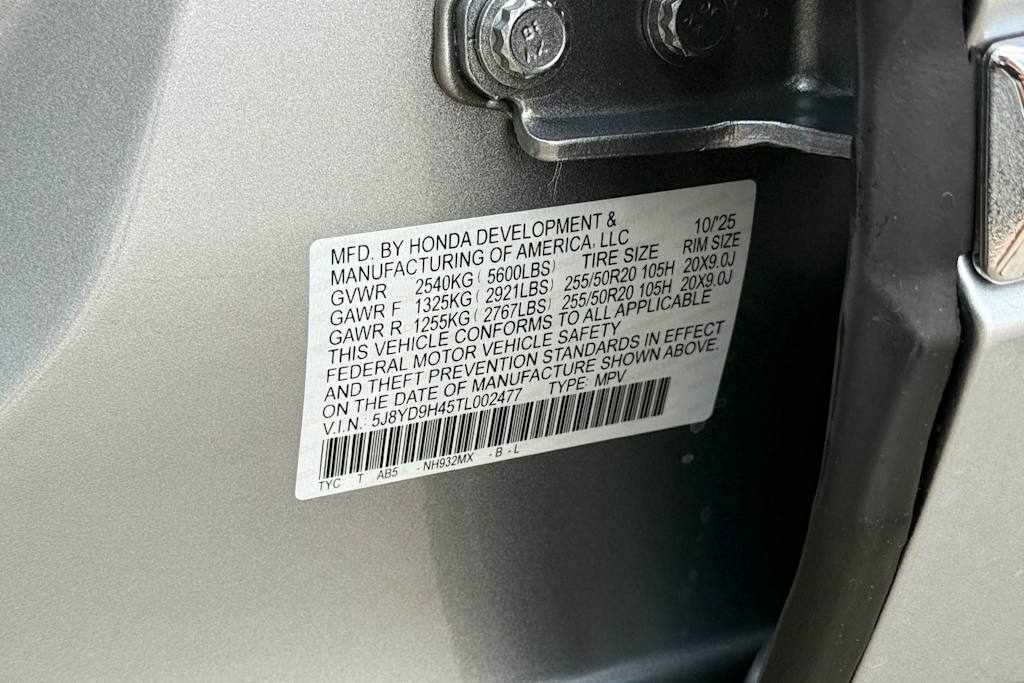 MFD. BY HONDA DEVELOPMENT & 10/'25
MANUFACTURING OF AMERICA, LLC RIM SIZE
GVWR 2540KG ( 5600LBS) TIRE SIZE
GAWR F 1325KG ( 2921LBS) 255/50R20 105H 20X9.0J
GAWR R 1255KG ( 2767LBS) 255/50R20 105H 20X9.0J
THIS VEHICLE CONFORMS TO ALL APPLICABLE
FEDERAL MOTOR VEHICLE SAFETY
AND THEFT PREVENTION STANDARDS IN EFFECT
ON THE DATE OF MANUFACTURE SHOWN ABOVE.
V.I.N.: 5J8YD9H45TL002477 TYPE: MPV
TYC T AB5 - NH932MX - B - L